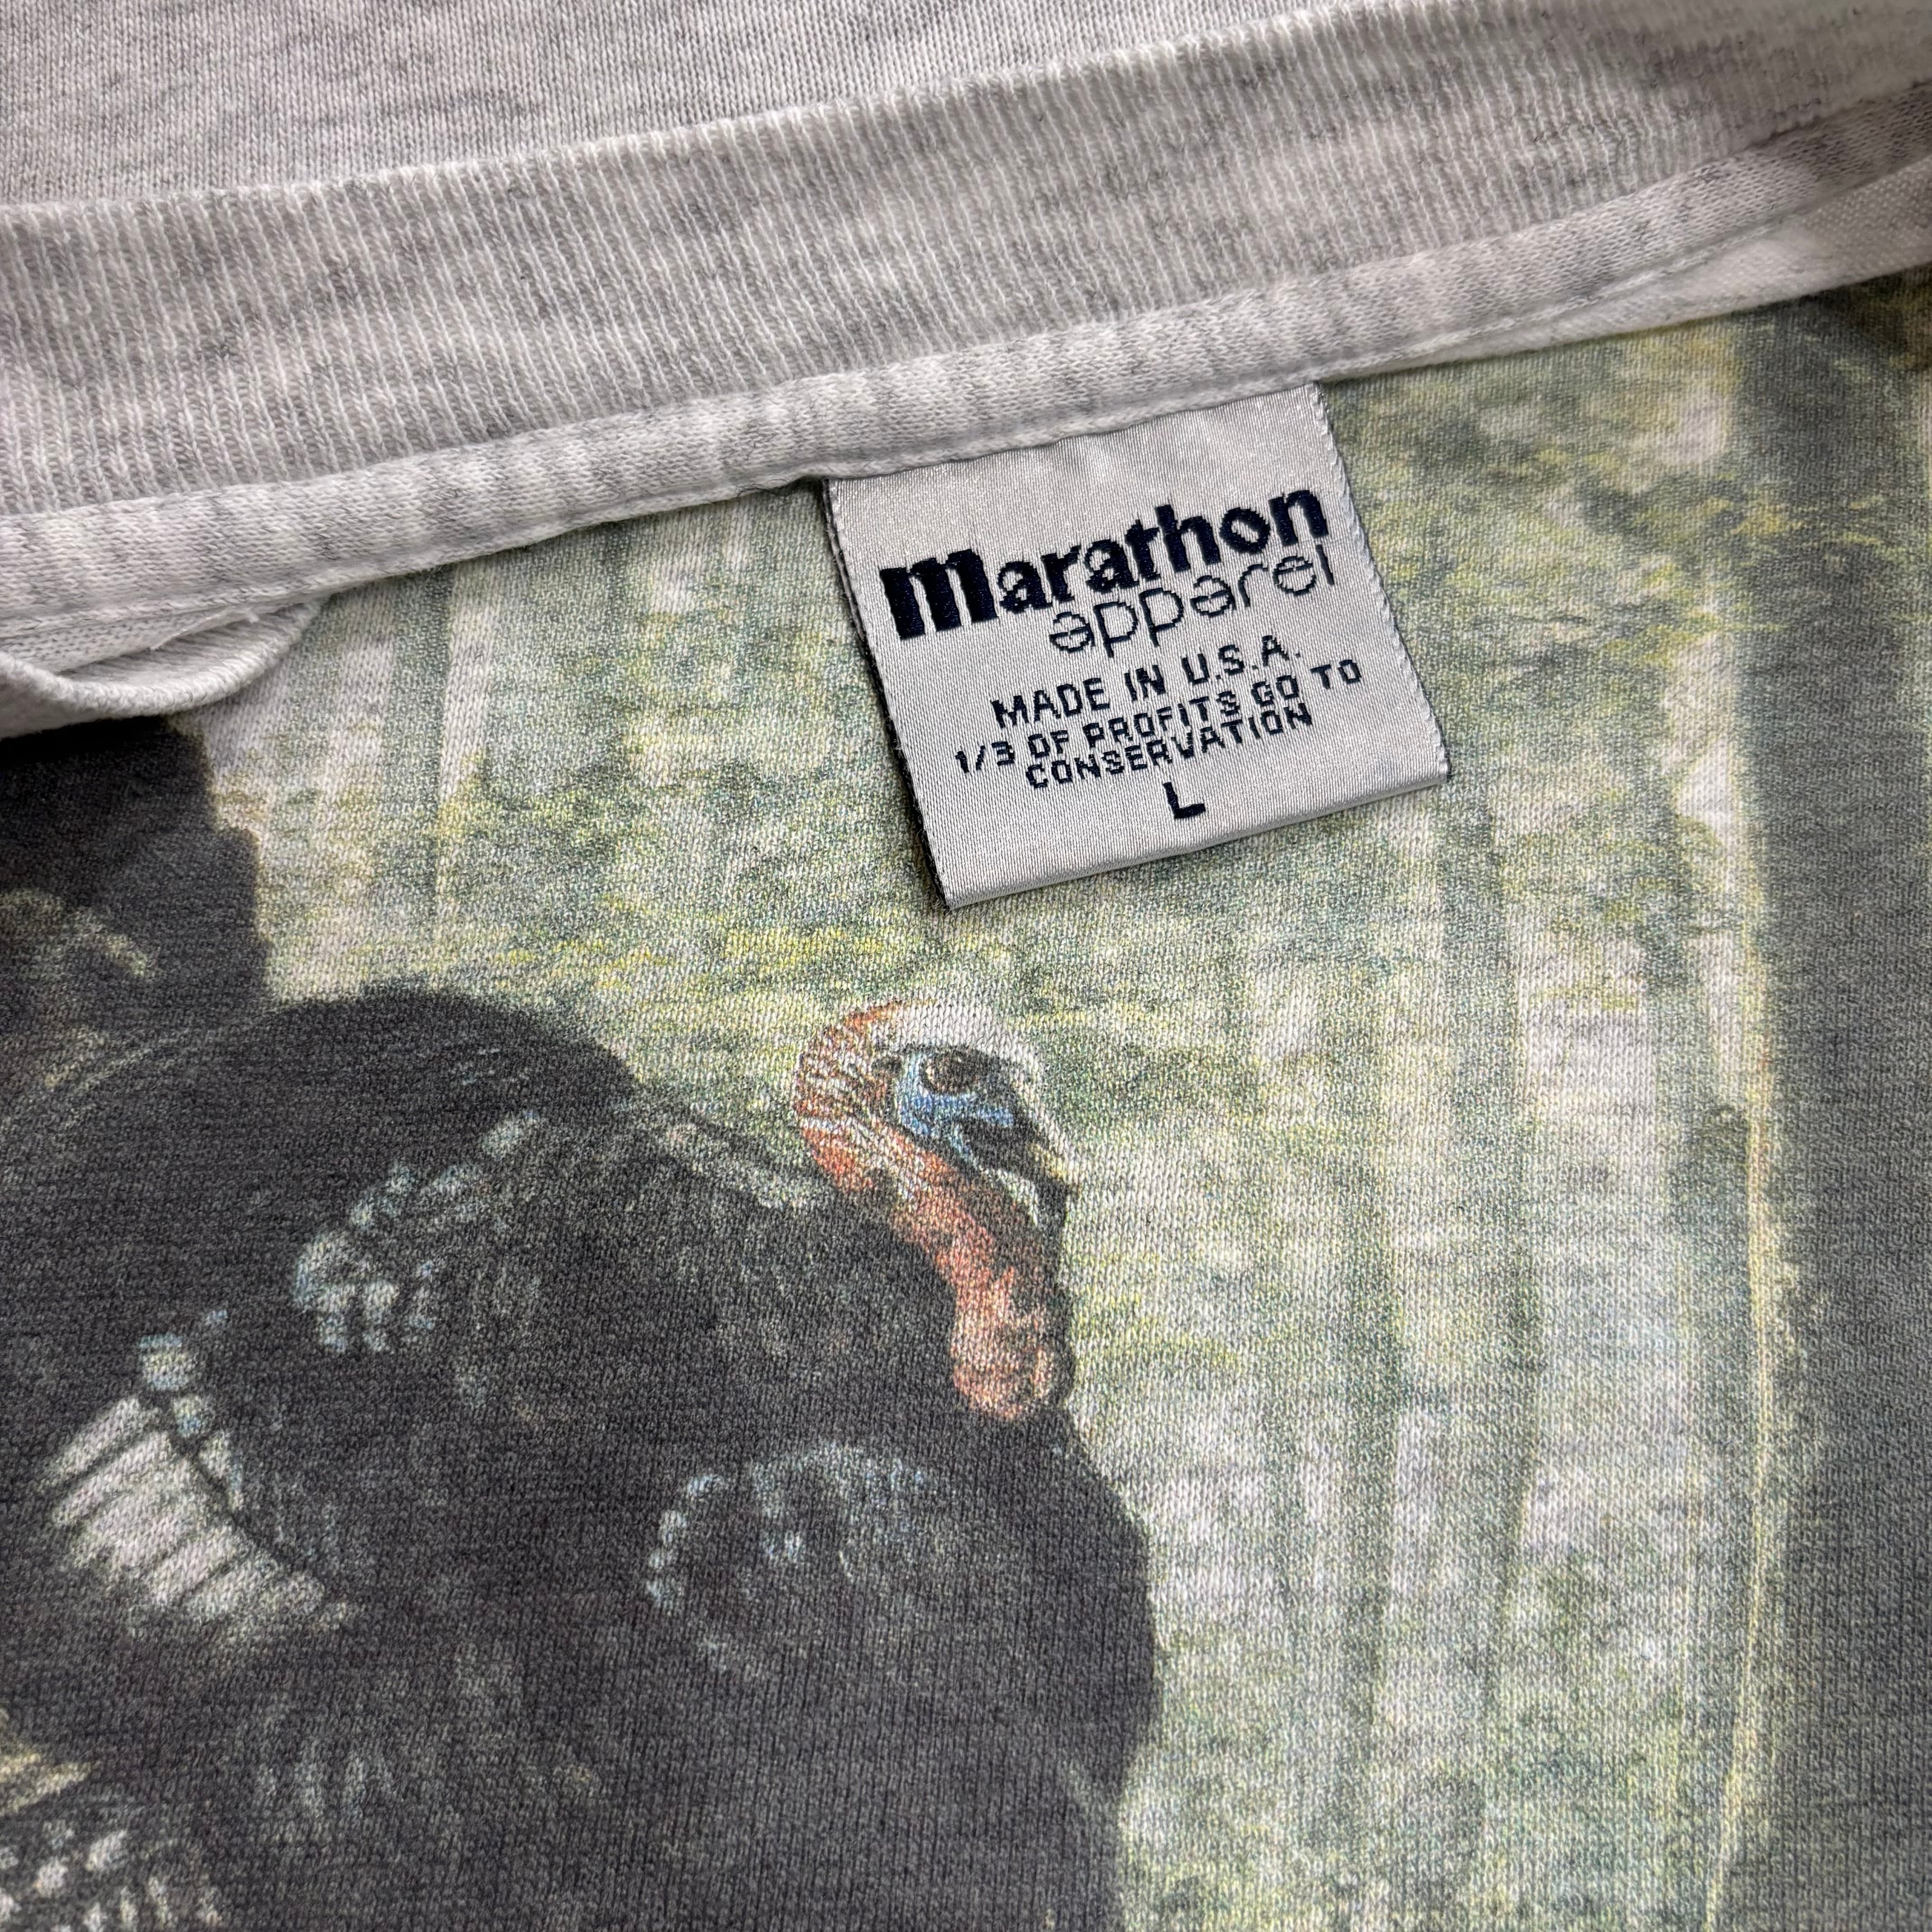 Marathon
apparel
MADE IN U.S.A.
1/3 OF PROFITS GO TO
CONSERVATION
L